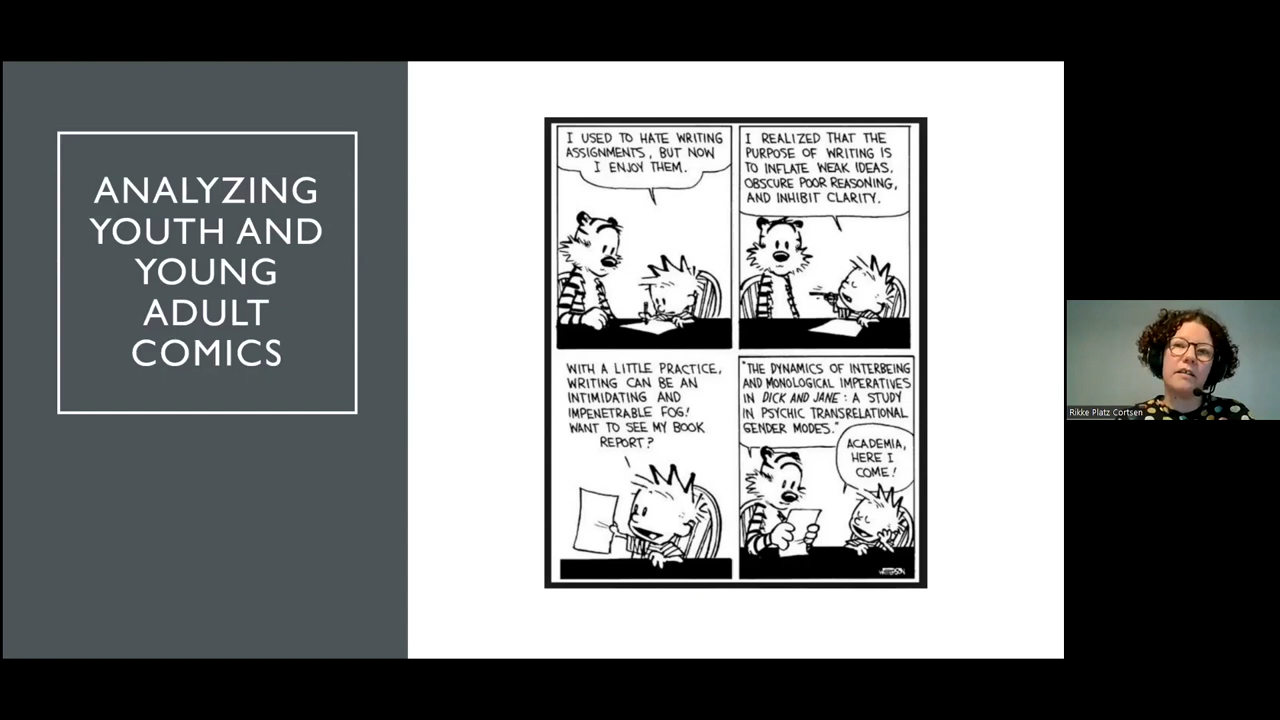 ANALYZING
YOUTH AND
YOUNG
ADULT
COMICS
I USED TO HATE WRITING
ASSIGNMENTS, BUT NOW
I ENJOY THEM.
I REALIZED THAT THE
PURPOSE OF WRITING IS
TO INFLATE WEAK IDEAS,
OBSCURE POOR REASONING,
AND INHIBIT CLARITY.
WITH A LITTLE PRACTICE,
WRITING CAN BE AN
INTIMIDATING AND
IMPENETRABLE FOG!
WANT TO SEE MY BOOK
REPORT?
"THE DYNAMICS OF INTERBEING
AND MONOLOGICAL IMPERATIVES
IN DICK AND JANE : A STUDY
IN PSYCHIC TRANSRELATIONAL
GENDER MODES."
ACADEMIA,
HERE I
COME!
WATTERSON
Rikke Platz Cortsen